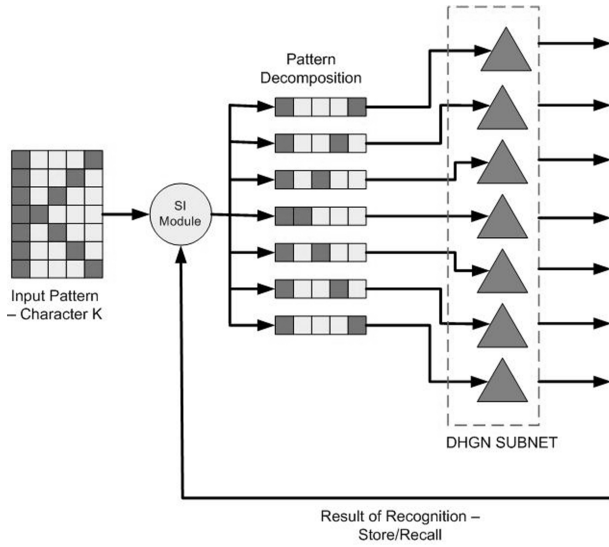 Pattern
Decomposition
SI
Module
Input Pattern
– Character K
DHGN SUBNET
Result of Recognition –
Store/Recall